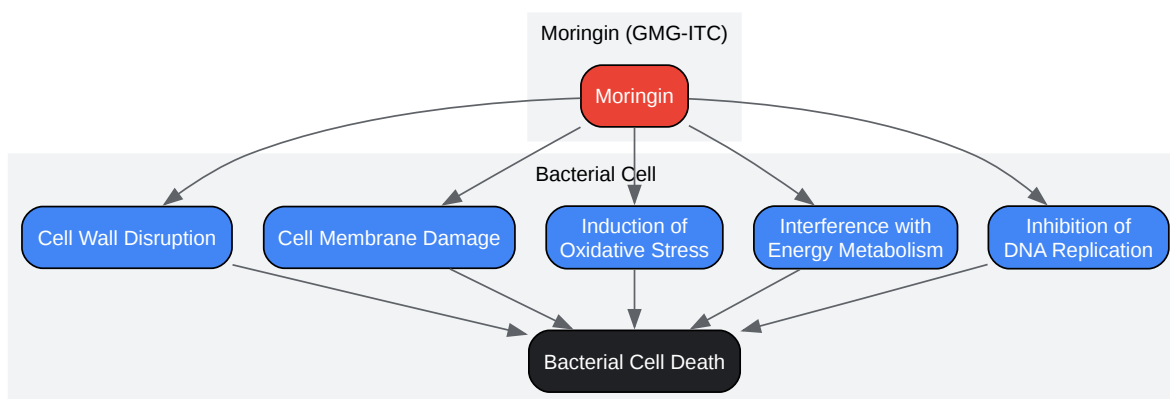 Moringin (GMG-ITC)
Moringin
Bacterial Cell
Cell Wall Disruption
Cell Membrane Damage
Induction of
Oxidative Stress
Interference with
Energy Metabolism
Inhibition of
DNA Replication
Bacterial Cell Death